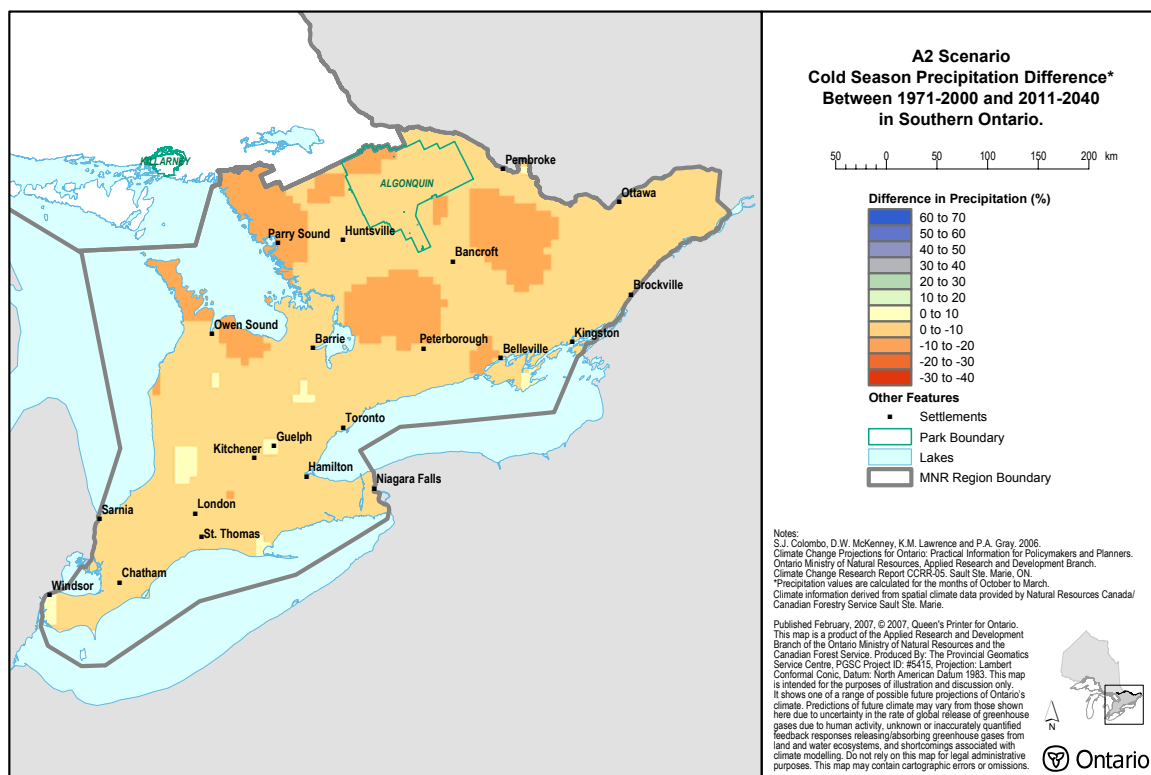 KILLARNEY
ALGONQUIN
Pembroke
Ottawa
Parry Sound
Huntsville
Bancroft
Brockville
Owen Sound
Barrie
Peterborough
Belleville
Kingston
Toronto
Guelph
Kitchener
Hamilton
Niagara Falls
Sarnia
London
St. Thomas
Chatham
Windsor
A2 Scenario
Cold Season Precipitation Difference*
Between 1971-2000 and 2011-2040
in Southern Ontario.
50 0 50 100 150 200 km
Difference in Precipitation (%)
60 to 70
50 to 60
40 to 50
30 to 40
20 to 30
10 to 20
0 to 10
0 to -10
-10 to -20
-20 to -30
-30 to -40
Other Features
Settlements
Park Boundary
Lakes
MNR Region Boundary
Notes:
S.J. Colombo, D.W. McKenney, K.M. Lawrence and P.A. Gray. 2006.
Climate Change Projections for Ontario: Practical Information for Policymakers and Planners.
Ontario Ministry of Natural Resources, Applied Research and Development Branch.
Climate Change Research Report CCRR-05. Sault Ste. Marie, ON.
*Precipitation values are calculated for the months of October to March.
Climate information derived from spatial climate data provided by Natural Resources Canada/
Canadian Forestry Service Sault Ste. Marie.
Published February, 2007, © 2007, Queen's Printer for Ontario.
This map is a product of the Applied Research and Development
Branch of the Ontario Ministry of Natural Resources and the
Canadian Forest Service. Produced By: The Provincial Geomatics
Service Centre, PGSC Project ID: #5415, Projection: Lambert
Conformal Conic, Datum: North American Datum 1983. This map
is intended for the purposes of illustration and discussion only.
It shows one of a range of possible future projections of Ontario's
climate. Predictions of future climate may vary from those shown
here due to uncertainty in the rate of global release of greenhouse
gases due to human activity, unknown or inaccurately quantified
feedback responses releasing/absorbing greenhouse gases from
land and water ecosystems, and shortcomings associated with
climate modelling. Do not rely on this map for legal administrative
purposes. This map may contain cartographic errors or omissions.
N
Ontario